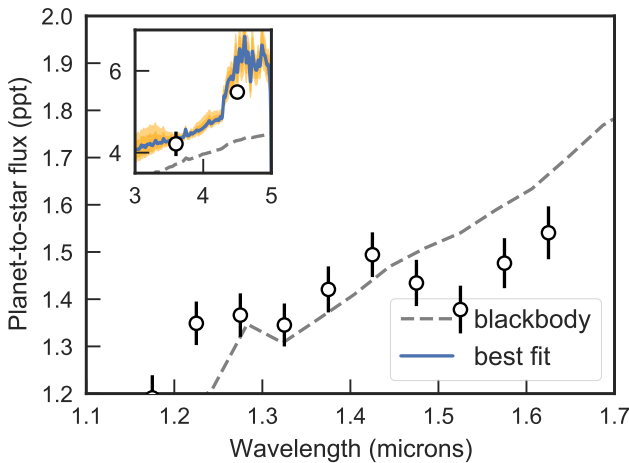 2.0
1.9
1.8
1.7
1.6
1.5
1.4
1.3
1.2
6
4
3 4 5
blackbody
best fit
1.1 1.2 1.3 1.4 1.5 1.6 1.7
Wavelength (microns)
Planet-to-star flux (ppt)